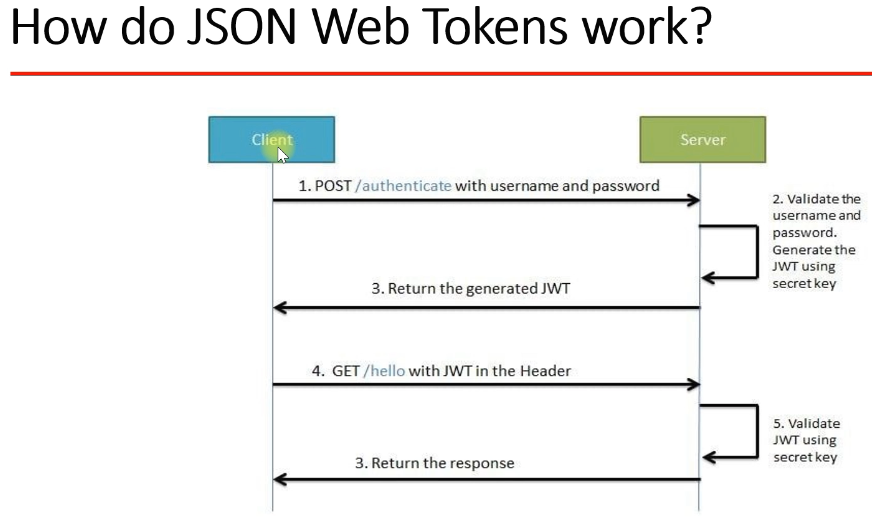 How do JSON Web Tokens work?
Client
Server
1. POST /authenticate with username and password
2. Validate the
username and
password.
Generate the
JWT using
secret key
3. Return the generated JWT
4. GET /hello with JWT in the Header
5. Validate
JWT using
secret key
3. Return the response